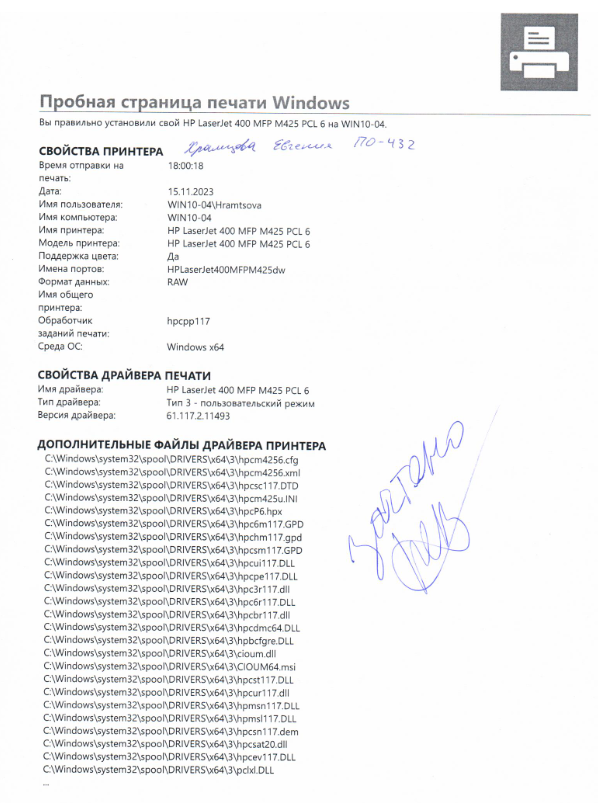 Пробная страница печати Windows
Вы правильно установили свой HP LaserJet 400 MFP M425 PCL 6 на WIN10-04.
Храмцова Евгения ПО-432
СВОЙСТВА ПРИНТЕРА
Время отправки на печать: 18:00:18
Дата: 15.11.2023
Имя пользователя: WIN10-04\Hramtsova
Имя компьютера: WIN10-04
Имя принтера: HP LaserJet 400 MFP M425 PCL 6
Модель принтера: HP LaserJet 400 MFP M425 PCL 6
Поддержка цвета: Да
Имена портов: HPLaserJet400MFPM425dw
Формат данных: RAW
Имя общего принтера:
Обработчик заданий печати: hpcpp117
Среда ОС: Windows x64
СВОЙСТВА ДРАЙВЕРА ПЕЧАТИ
Имя драйвера: HP LaserJet 400 MFP M425 PCL 6
Тип драйвера: Тип 3 - пользовательский режим
Версия драйвера: 61.117.2.11493
ДОПОЛНИТЕЛЬНЫЕ ФАЙЛЫ ДРАЙВЕРА ПРИНТЕРА
C:\Windows\system32\spool\DRIVERS\x64\3\hpcm4256.cfg
C:\Windows\system32\spool\DRIVERS\x64\3\hpcm4256.xml
C:\Windows\system32\spool\DRIVERS\x64\3\hpcsc117.DTD
C:\Windows\system32\spool\DRIVERS\x64\3\hpcm425u.INI
C:\Windows\system32\spool\DRIVERS\x64\3\hpcP6.hpx
C:\Windows\system32\spool\DRIVERS\x64\3\hpc6m117.GPD
C:\Windows\system32\spool\DRIVERS\x64\3\hpchm117.gpd
C:\Windows\system32\spool\DRIVERS\x64\3\hpcsm117.GPD
C:\Windows\system32\spool\DRIVERS\x64\3\hpcui117.DLL
C:\Windows\system32\spool\DRIVERS\x64\3\hpcpe117.DLL
C:\Windows\system32\spool\DRIVERS\x64\3\hpc3r117.dll
C:\Windows\system32\spool\DRIVERS\x64\3\hpc6r117.DLL
C:\Windows\system32\spool\DRIVERS\x64\3\hpcbr117.dll
C:\Windows\system32\spool\DRIVERS\x64\3\hpcdmc64.DLL
C:\Windows\system32\spool\DRIVERS\x64\3\hpbcfgre.DLL
C:\Windows\system32\spool\DRIVERS\x64\3\cioum.dll
C:\Windows\system32\spool\DRIVERS\x64\3\CIOUM64.msi
C:\Windows\system32\spool\DRIVERS\x64\3\hpcst117.DLL
C:\Windows\system32\spool\DRIVERS\x64\3\hpcur117.dll
C:\Windows\system32\spool\DRIVERS\x64\3\hpmsn117.DLL
C:\Windows\system32\spool\DRIVERS\x64\3\hpmsl117.DLL
C:\Windows\system32\spool\DRIVERS\x64\3\hpcsn117.dem
C:\Windows\system32\spool\DRIVERS\x64\3\hpcsat20.dll
C:\Windows\system32\spool\DRIVERS\x64\3\hpcev117.DLL
C:\Windows\system32\spool\DRIVERS\x64\3\pclxl.DLL
...